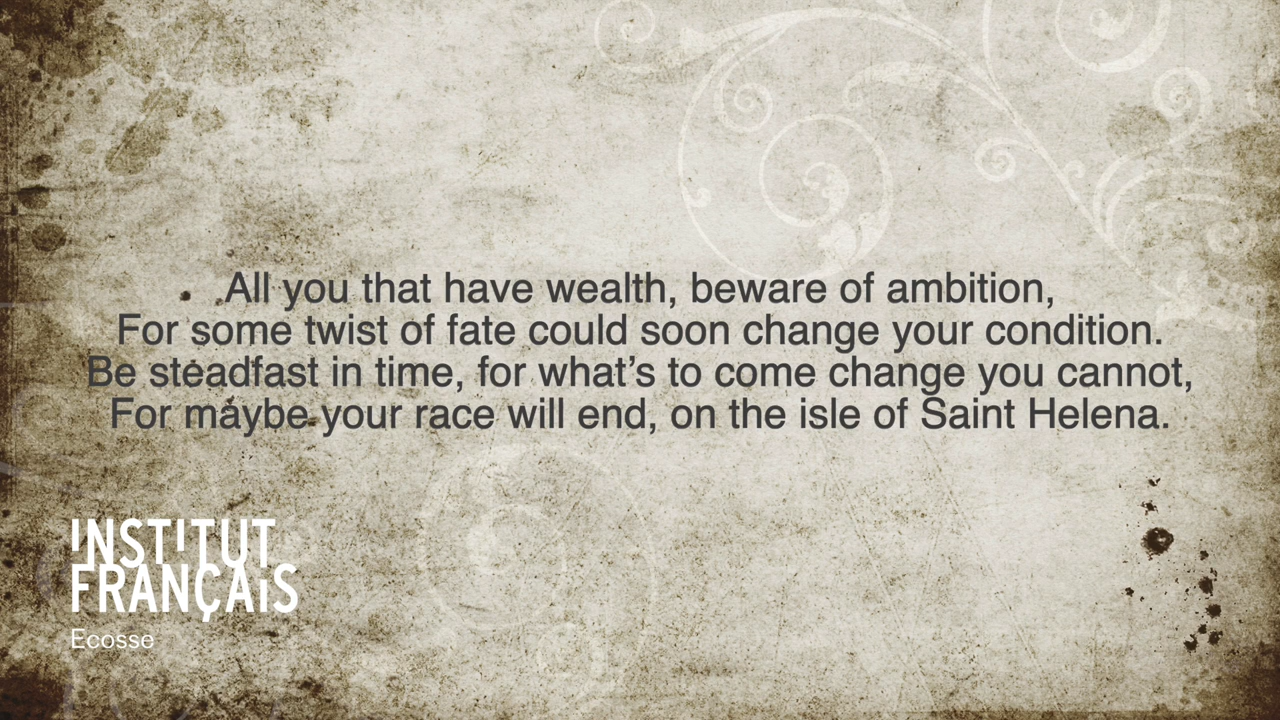 All you that have wealth, beware of ambition,
For some twist of fate could soon change your condition.
Be steadfast in time, for what’s to come change you cannot,
For maybe your race will end, on the isle of Saint Helena.
INSTITUT
FRANÇAIS
Ecosse